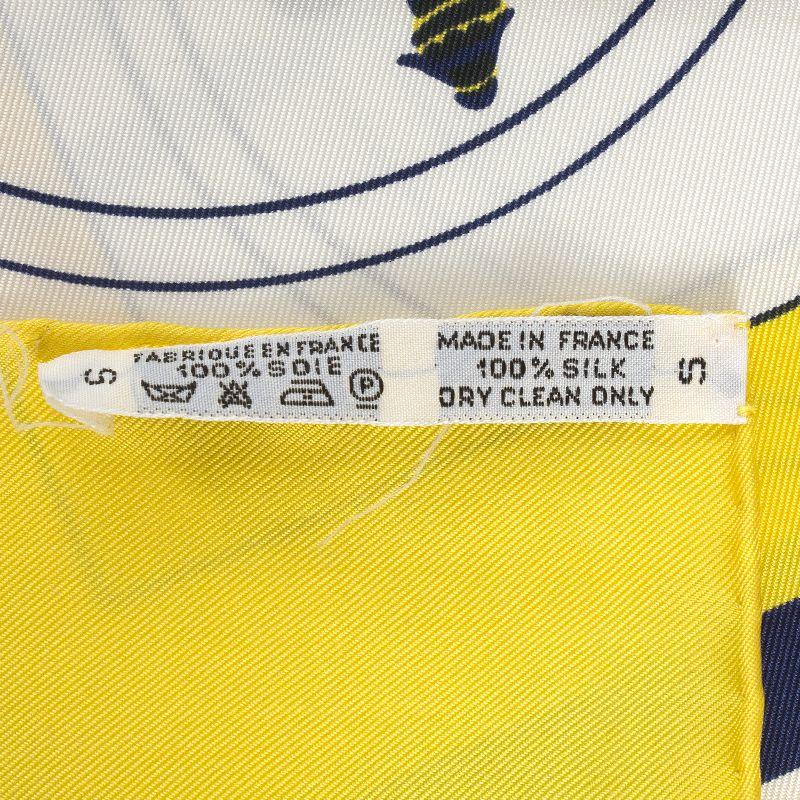 S
FABRIQUE EN FRANCE
100% SOIE
P
MADE IN FRANCE
100% SILK
DRY CLEAN ONLY
S